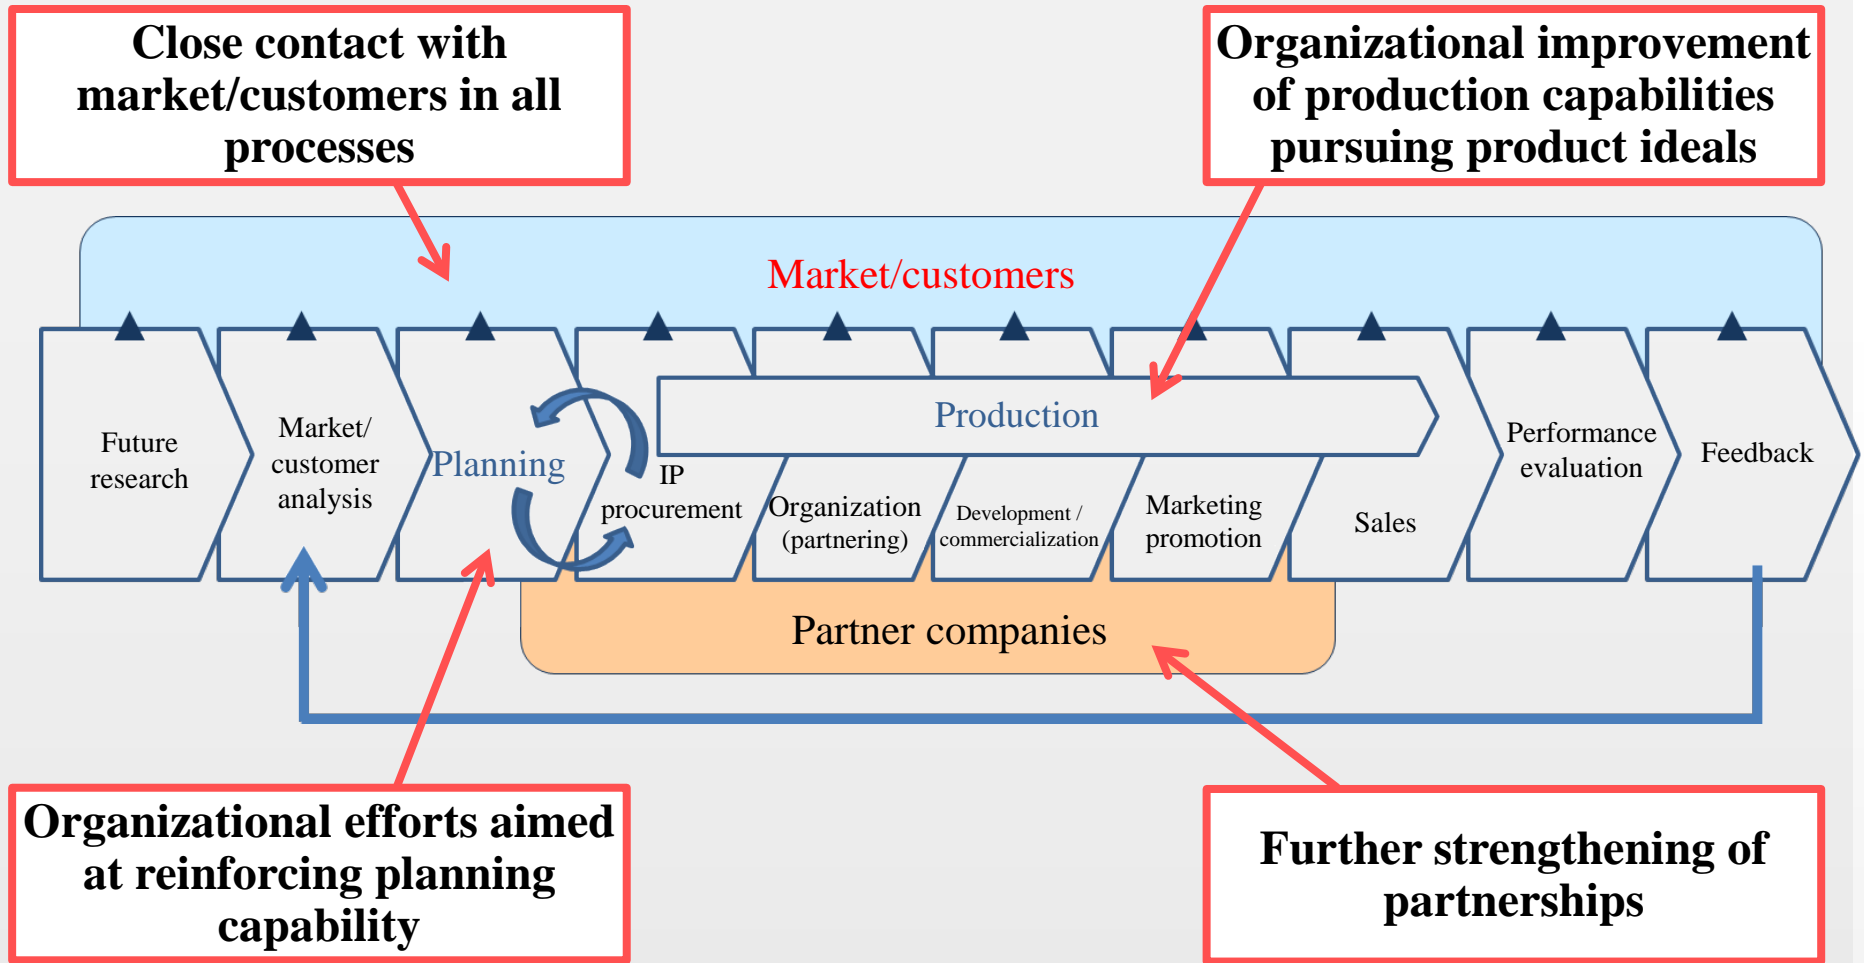 Close contact with
market/customers in all
processes
Organizational improvement
of production capabilities
pursuing product ideals
Market/customers
Future
research
Market/
customer
analysis
Planning
IP
procurement
Production
Organization
(partnering)
Development /
commercialization
Marketing
promotion
Sales
Performance
evaluation
Feedback
Partner companies
Organizational efforts aimed
at reinforcing planning
capability
Further strengthening of
partnerships